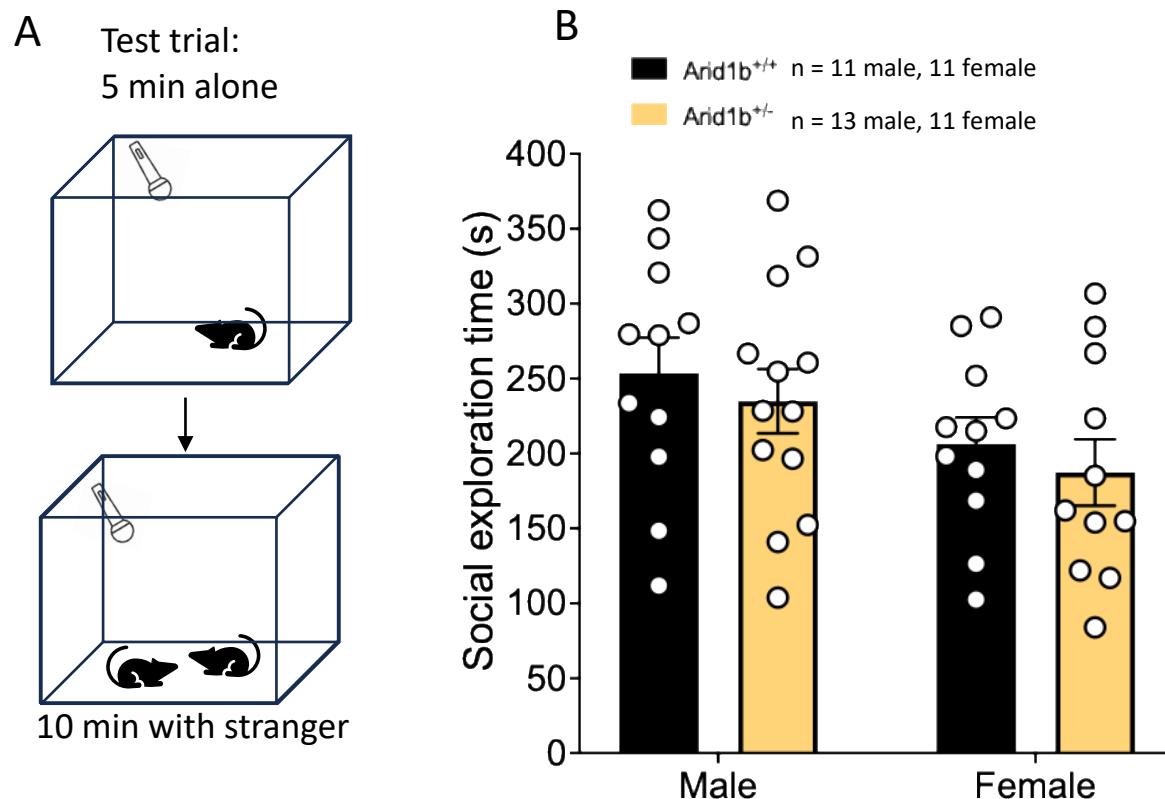 A
Test trial:
5 min alone
10 min with stranger
B
Arid1b+/+ n = 11 male, 11 female
Arid1b+/- n = 13 male, 11 female
Social exploration time (s)
400
350
300
250
200
150
100
50
0
Male
Female